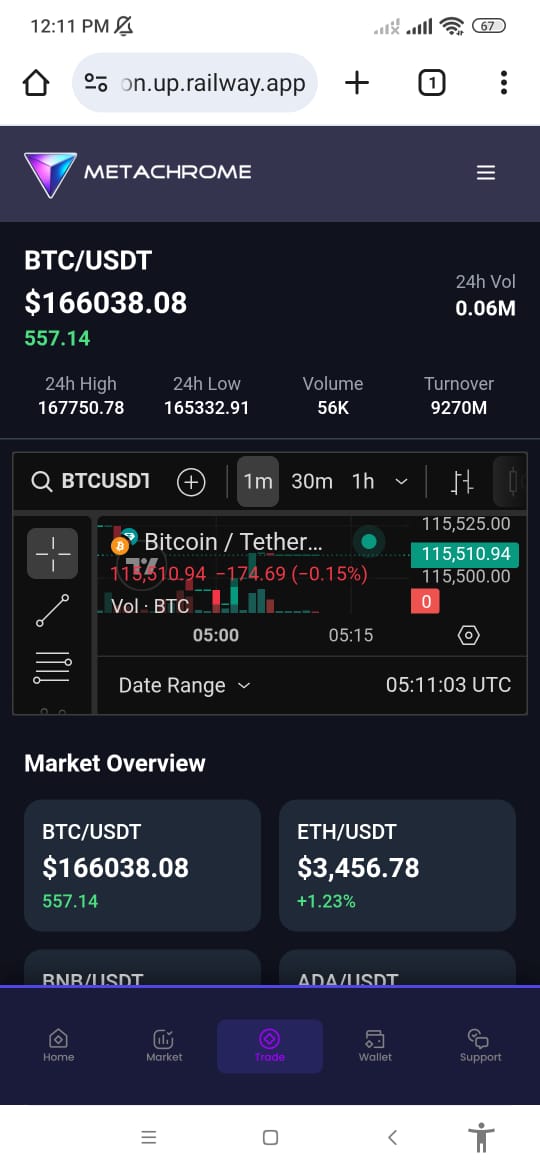 12:11 PM
67
on.up.railway.app
1
METACHROME
BTC/USDT
$166038.08
557.14
24h Vol
0.06M
24h High
24h Low
Volume
Turnover
167750.78
165332.91
56K
9270M
BTCUSDT
1m
30m
1h
115,525.00
Bitcoin / Tether...
115,510.94
115,510.94 −174.69 (−0.15%)
115,500.00
Vol · BTC
0
05:00
05:15
Date Range
05:11:03 UTC
Market Overview
BTC/USDT
$166038.08
557.14
ETH/USDT
$3,456.78
+1.23%
BNB/USDT
ADA/USDT
Home
Market
Trade
Wallet
Support